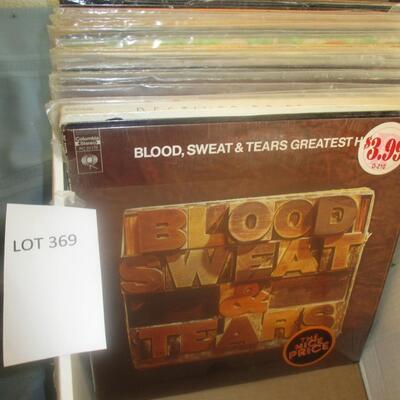 Columbia
Stereo
BLOOD, SWEAT & TEARS GREATEST H
$3.99
LOT 369
BLOOD
SWEAT
&
TEARS
THE
NICE
PRICE